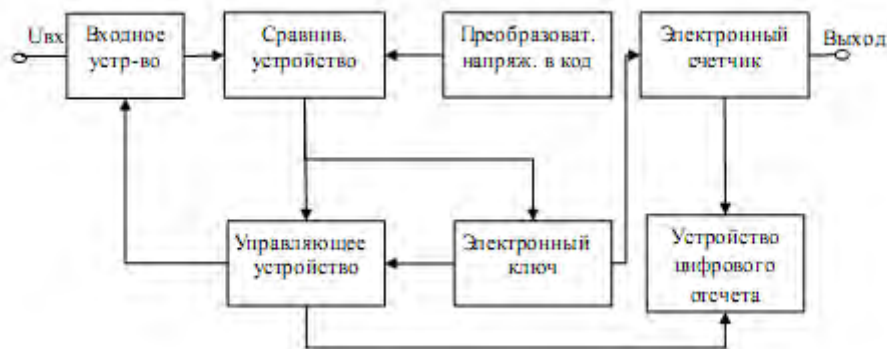 Uвх
Входное
устр-во
Сравнив.
устройство
Преобразоват.
напряж. в код
Электронный
счетчик
Выход
Управляющее
устройство
Электронный
ключ
Устройство
цифрового
отсчета